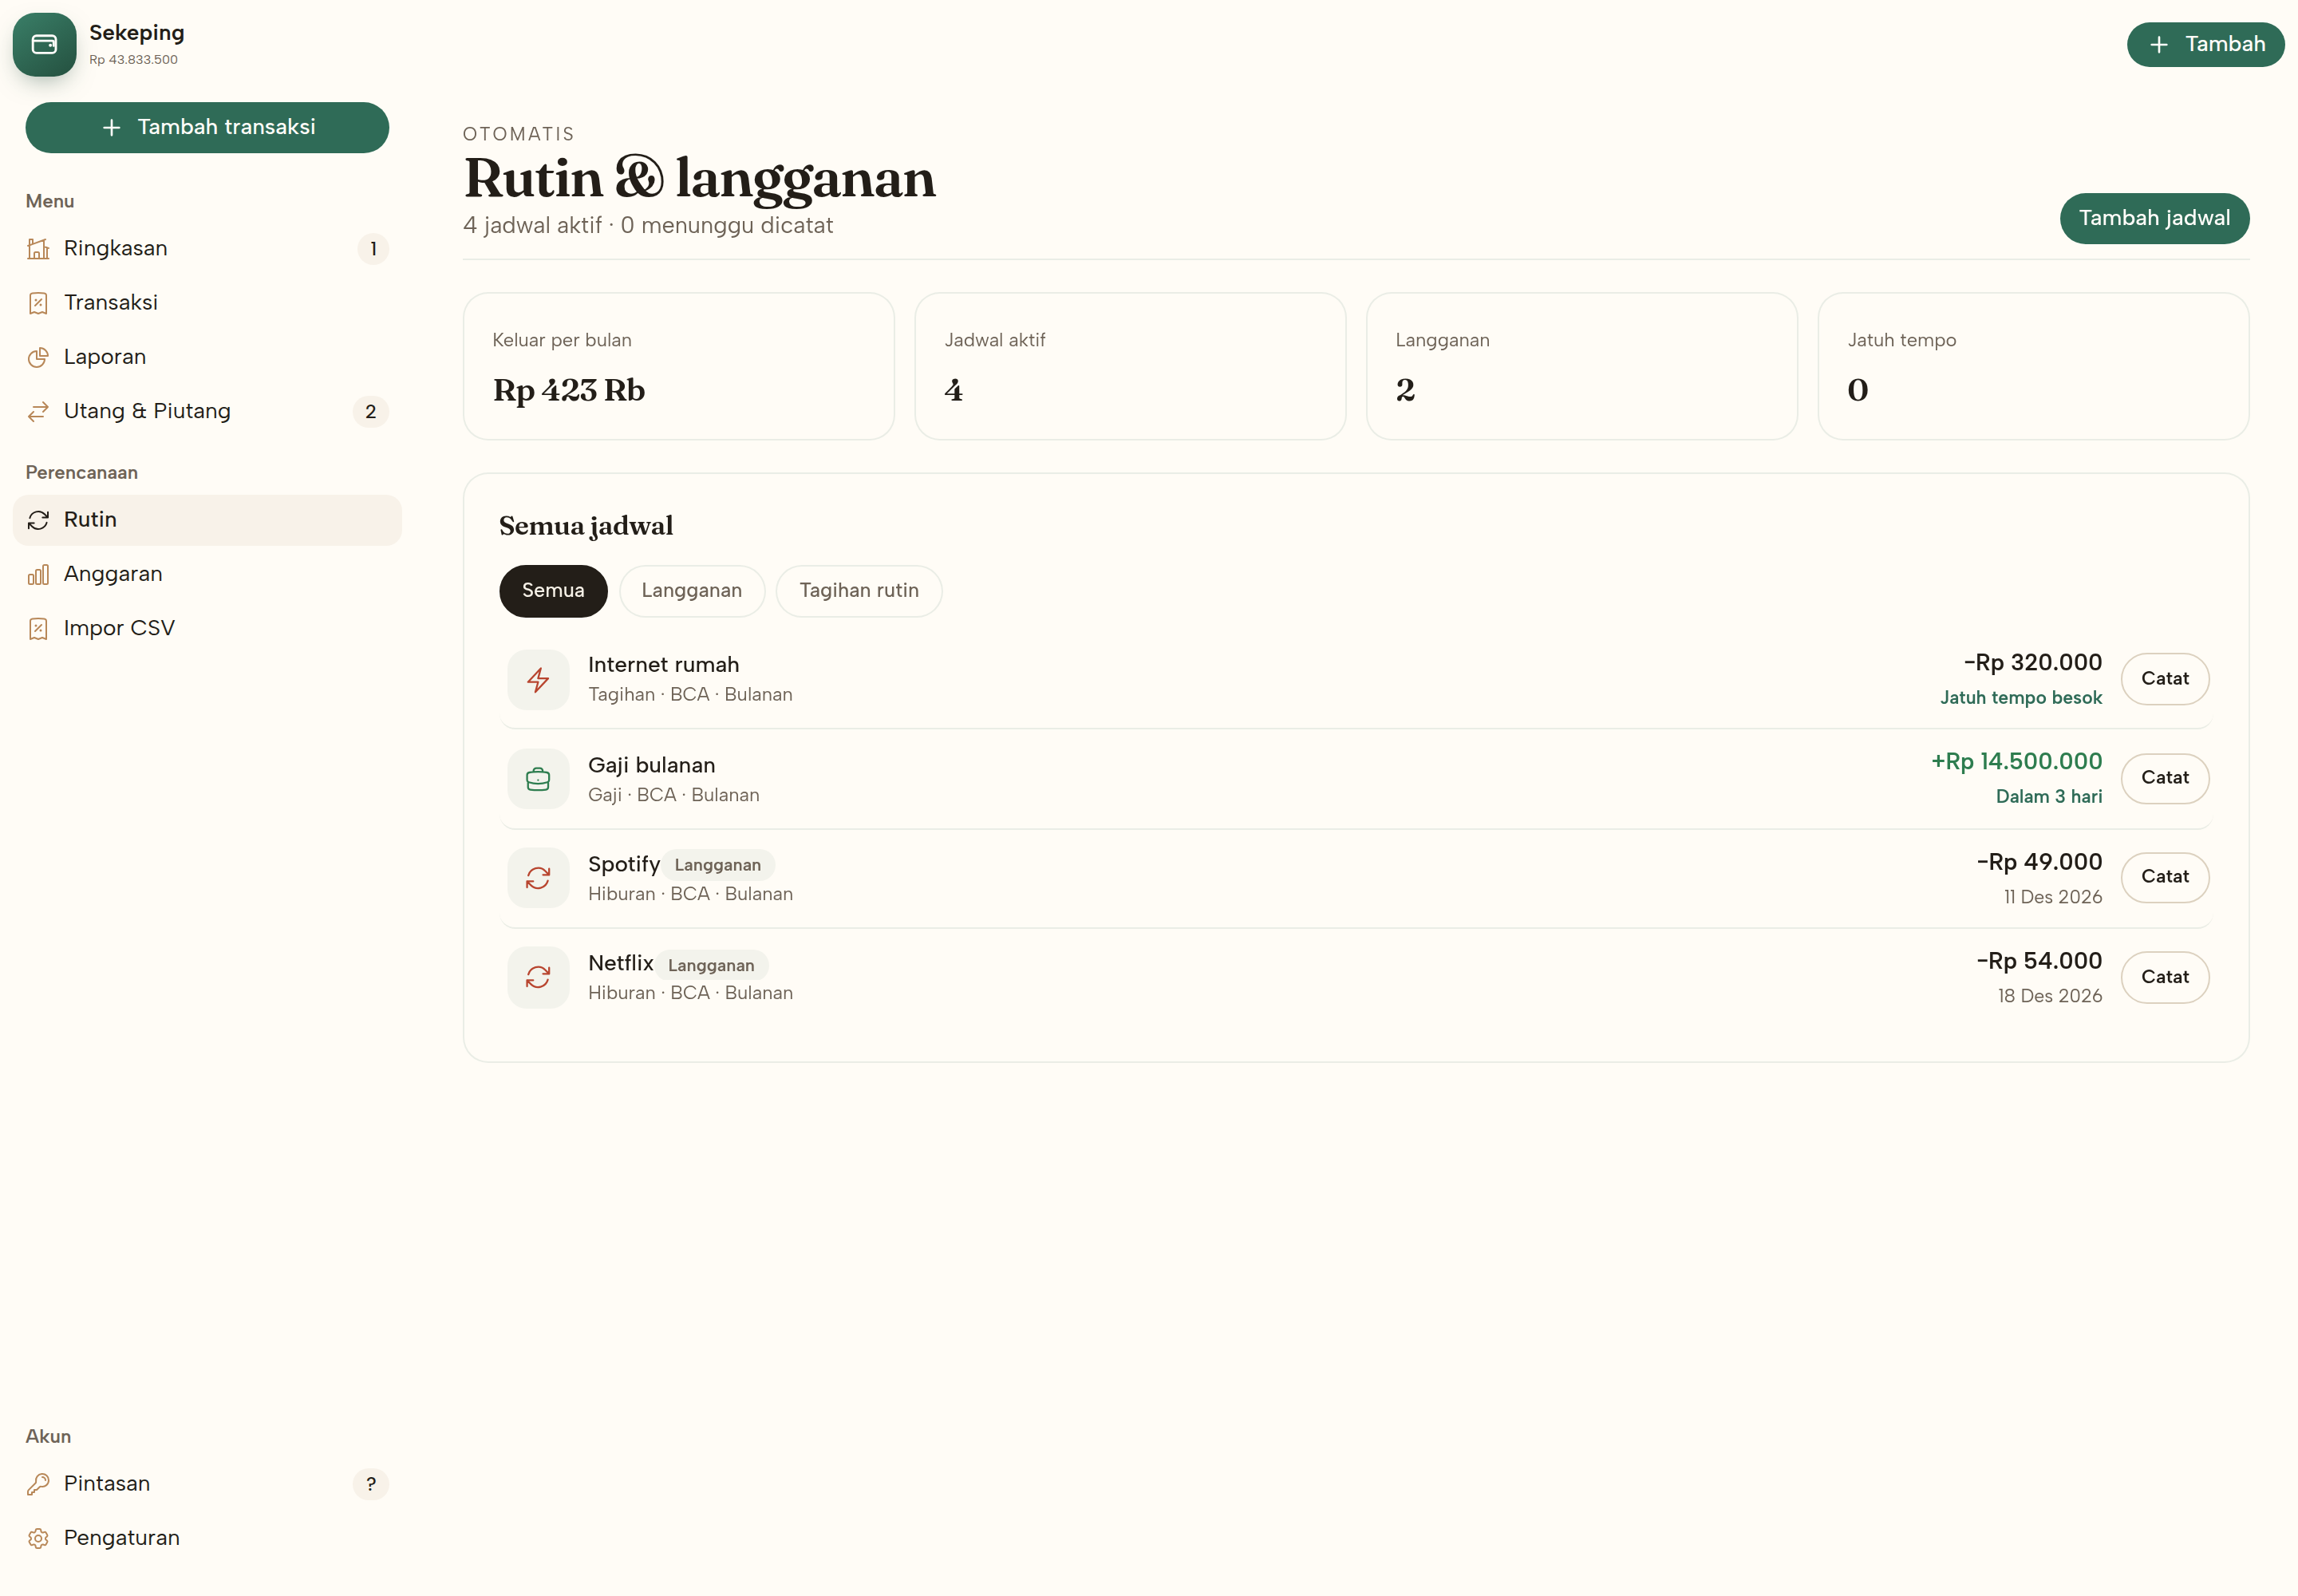 Sekeping
Rp 43.833.500
Tambah
Tambah transaksi
Menu
Ringkasan 1
Transaksi
Laporan
Utang & Piutang 2
Perencanaan
Rutin
Anggaran
Impor CSV
Akun
Pintasan ?
Pengaturan
OTOMATIS
Rutin & langganan
4 jadwal aktif · 0 menunggu dicatat
Tambah jadwal
Keluar per bulan
Rp 423 Rb
Jadwal aktif
4
Langganan
2
Jatuh tempo
0
Semua jadwal
Semua Langganan Tagihan rutin
Internet rumah
Tagihan · BCA · Bulanan
−Rp 320.000
Jatuh tempo besok
Catat
Gaji bulanan
Gaji · BCA · Bulanan
+Rp 14.500.000
Dalam 3 hari
Catat
Spotify Langganan
Hiburan · BCA · Bulanan
−Rp 49.000
11 Des 2026
Catat
Netflix Langganan
Hiburan · BCA · Bulanan
−Rp 54.000
18 Des 2026
Catat